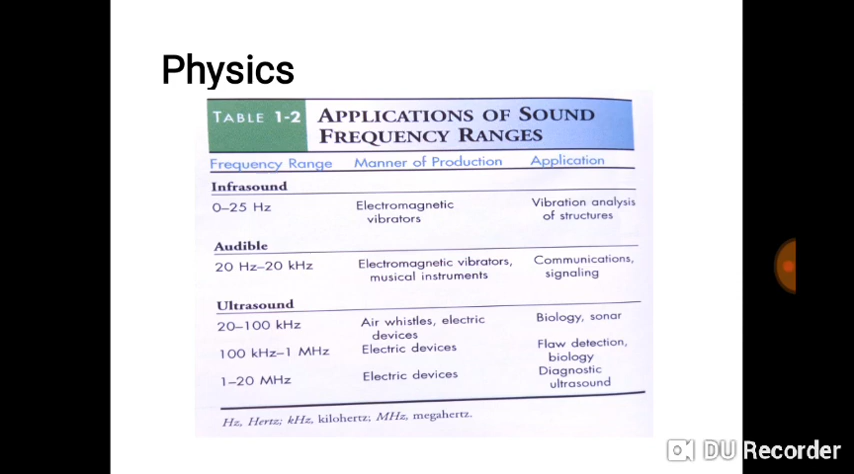 Physics
TABLE 1-2 APPLICATIONS OF SOUND
FREQUENCY RANGES
Frequency Range Manner of Production Application
Infrasound
0–25 Hz Electromagnetic vibrators Vibration analysis of structures
Audible
20 Hz–20 kHz Electromagnetic vibrators, musical instruments Communications, signaling
Ultrasound
20–100 kHz Air whistles, electric devices Biology, sonar
100 kHz–1 MHz Electric devices Flaw detection, biology
1–20 MHz Electric devices Diagnostic ultrasound
Hz, Hertz; kHz, kilohertz; MHz, megahertz.
DU Recorder